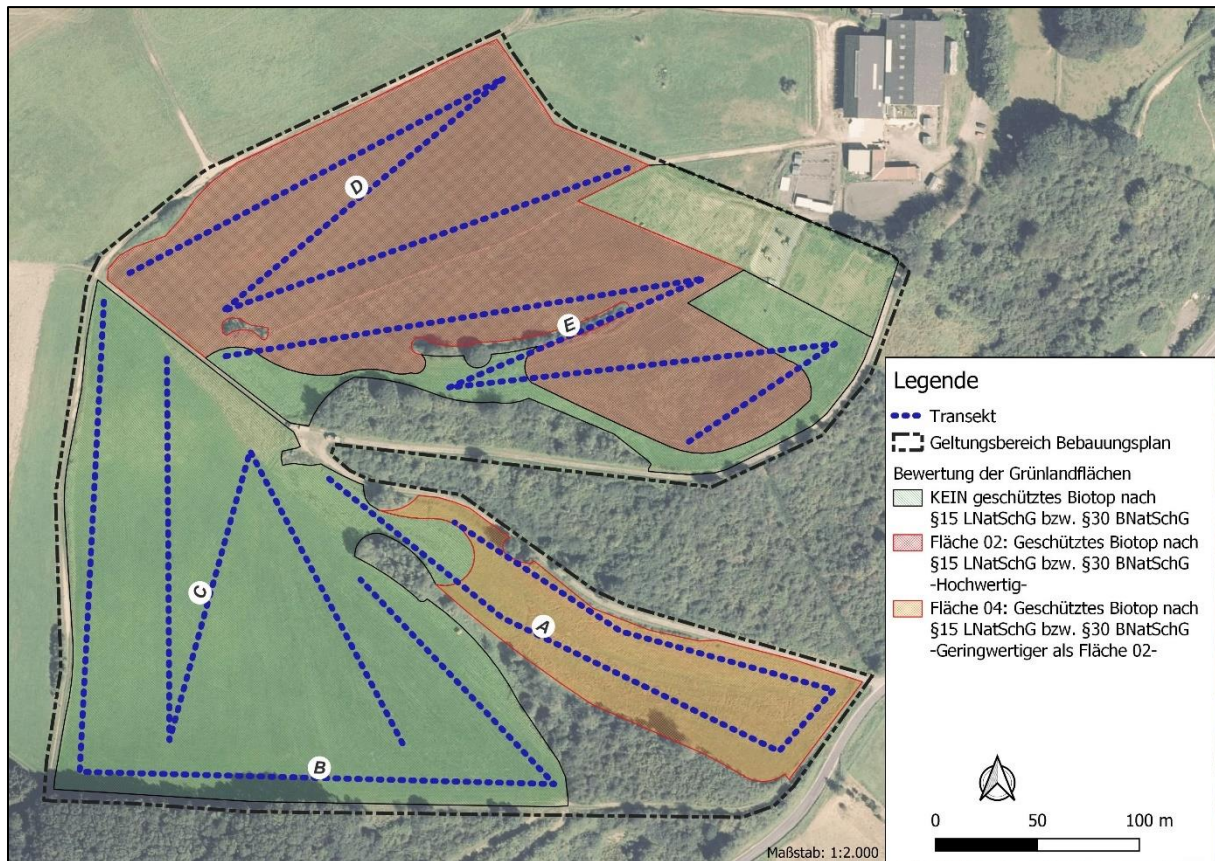 D
E
C
A
B
Legende
Transekt
Geltungsbereich Bebauungsplan
Bewertung der Grünlandflächen
KEIN geschütztes Biotop nach
§15 LNatSchG bzw. §30 BNatSchG
Fläche 02: Geschütztes Biotop nach
§15 LNatSchG bzw. §30 BNatSchG
-Hochwertig-
Fläche 04: Geschütztes Biotop nach
§15 LNatSchG bzw. §30 BNatSchG
-Geringwertiger als Fläche 02-
0 50 100 m
Maßstab: 1:2.000